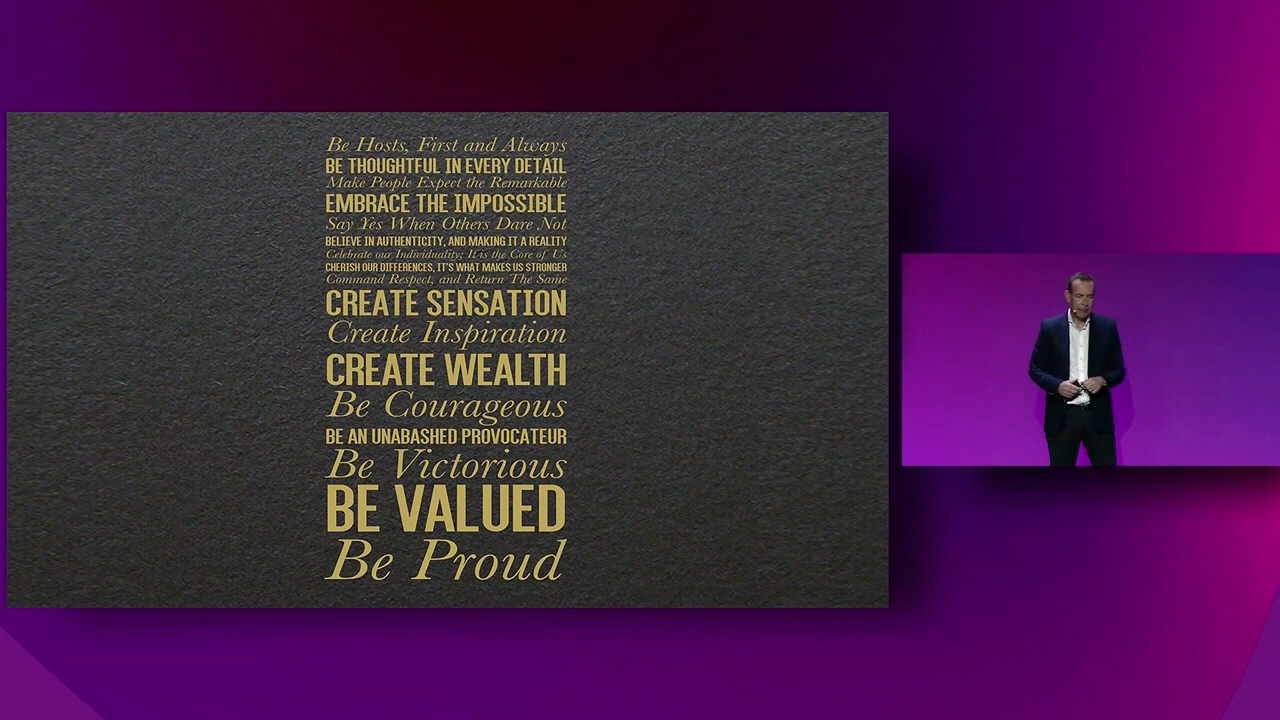 Be Hosts, First and Always
BE THOUGHTFUL IN EVERY DETAIL
Make People Expect the Remarkable
EMBRACE THE IMPOSSIBLE
Say Yes When Others Dare Not
BELIEVE IN AUTHENTICITY, AND MAKING IT A REALITY
Celebrate our Individuality; It is the Core of Us
CHERISH OUR DIFFERENCES, IT'S WHAT MAKES US STRONGER
Command Respect, and Return The Same
CREATE SENSATION
Create Inspiration
CREATE WEALTH
Be Courageous
BE AN UNABASHED PROVOCATEUR
Be Victorious
BE VALUED
Be Proud